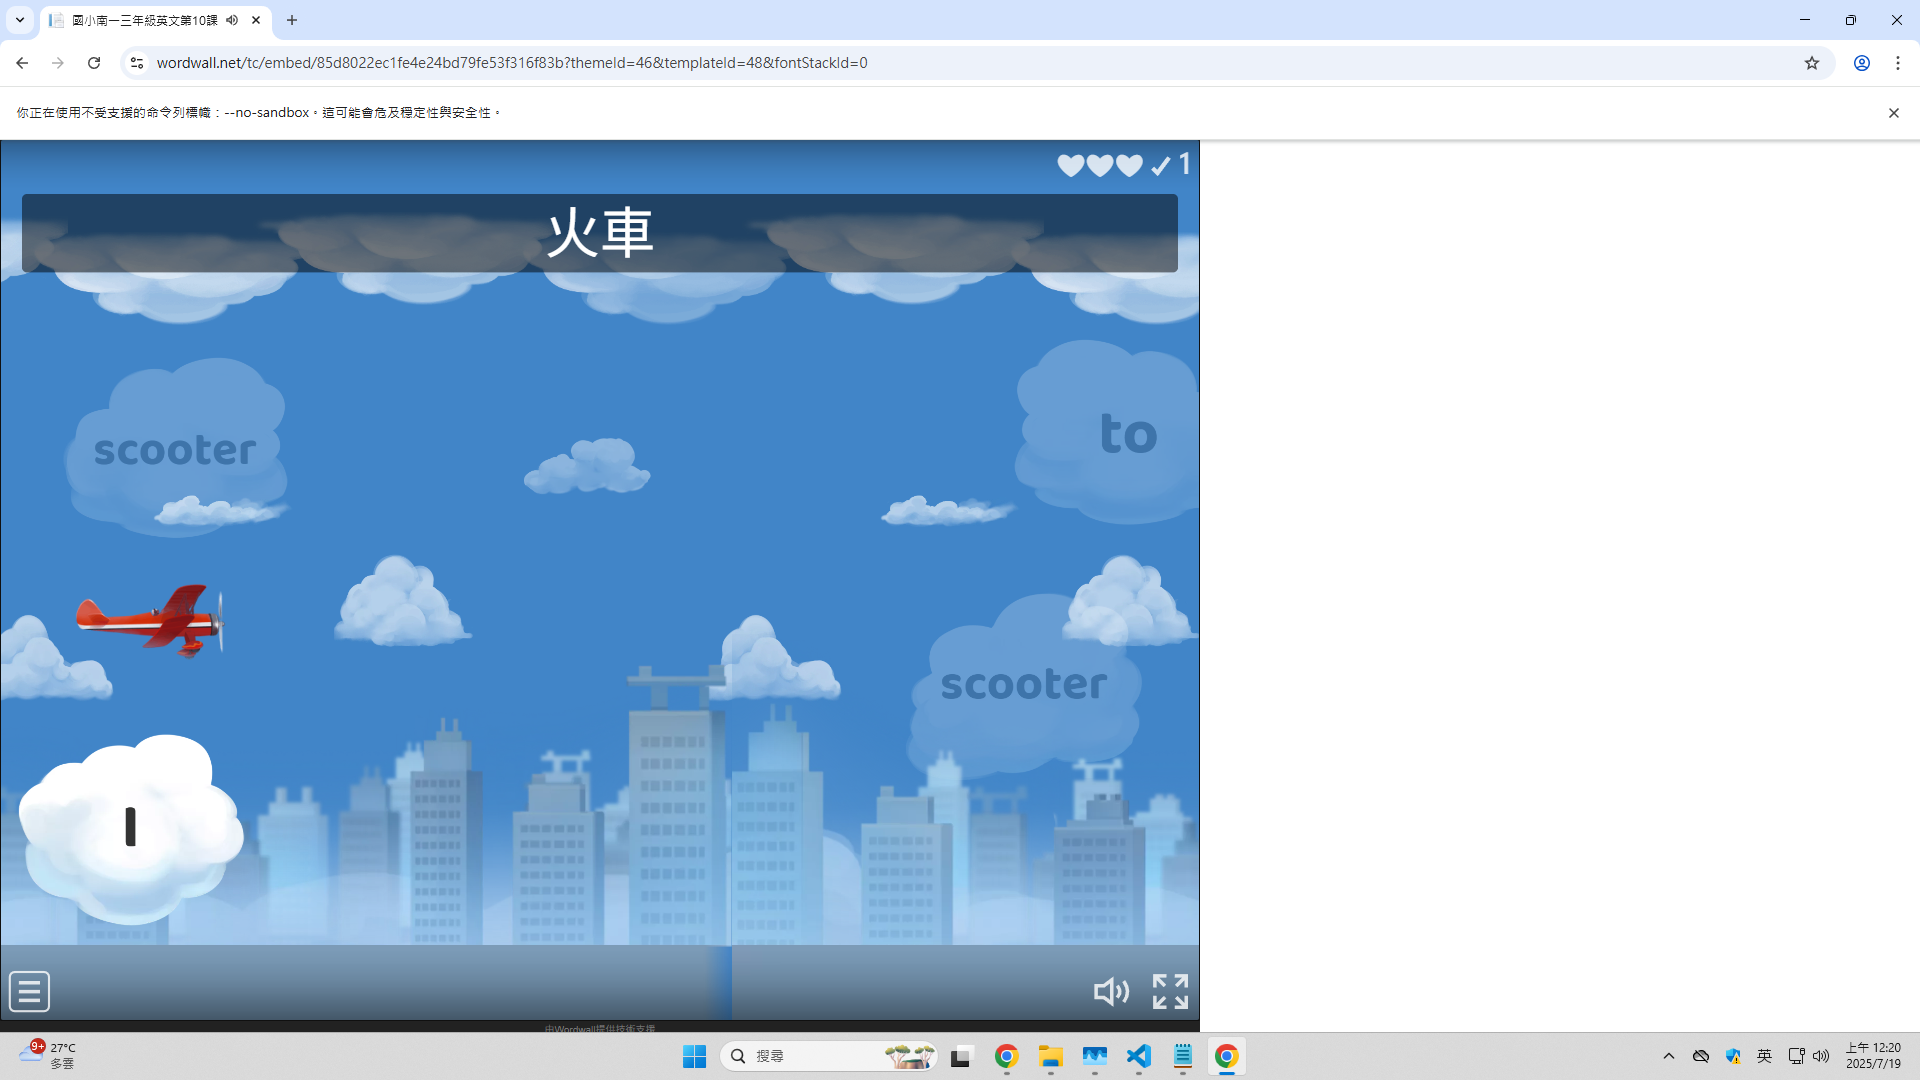 國小南一三年級英文第10課
wordwall.net/tc/embed/85d8022ec1fe4e24bd79fe53f316f83b?themeId=46&templateId=48&fontStackId=0
你正在使用不受支援的命令列標幟：--no-sandbox。這可能會危及穩定性與安全性。
1
火車
scooter
to
scooter
I
由Wordwall提供技術支援
9+
27°C
多雲
搜尋
英
上午 12:20
2025/7/19